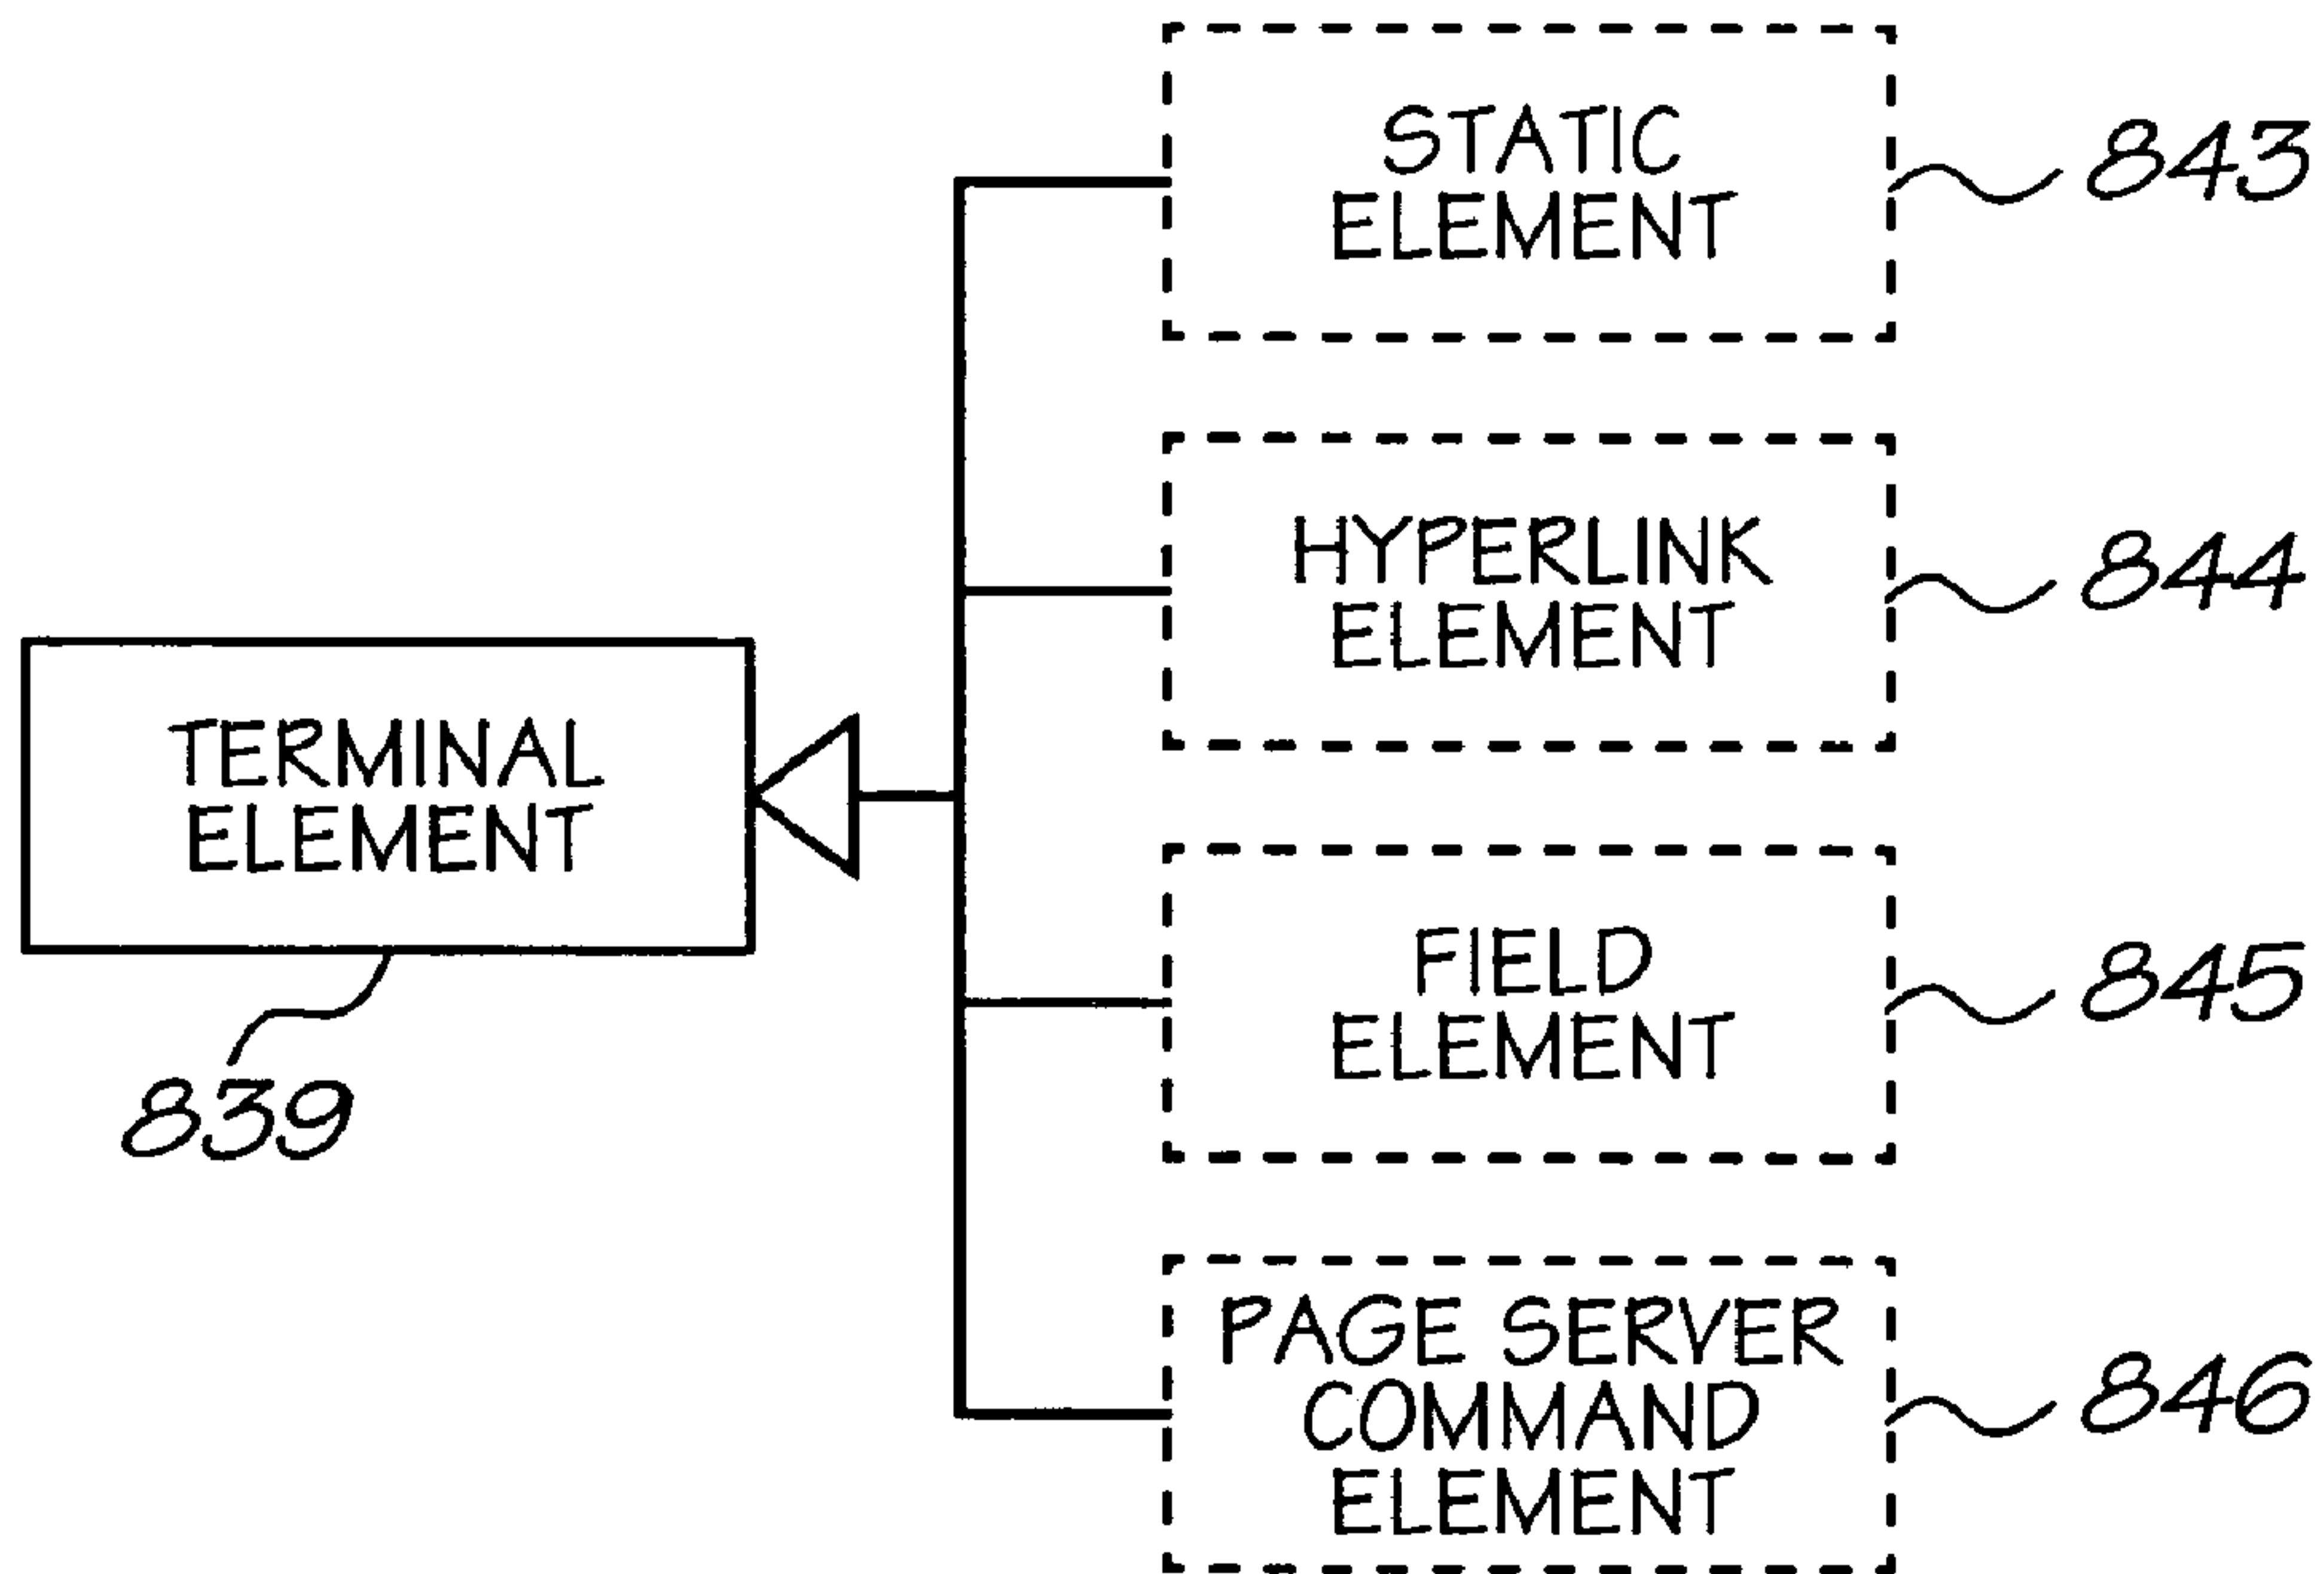 STATIC
ELEMENT
843
HYPERLINK
ELEMENT
844
TERMINAL
ELEMENT
839
FIELD
ELEMENT
845
PAGE SERVER
COMMAND
ELEMENT
846